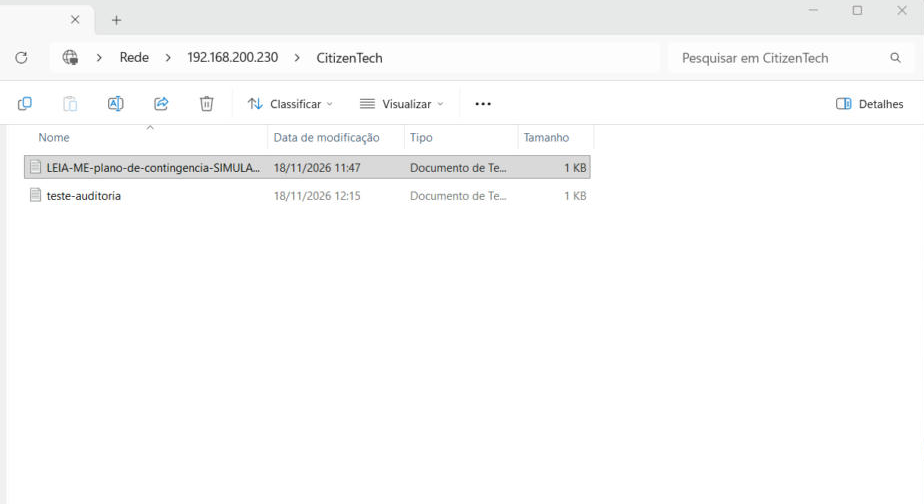 Rede > 192.168.200.230 > CitizenTech
Pesquisar em CitizenTech
Classificar
Visualizar
Detalhes
Nome Data de modificação Tipo Tamanho
LEIA-ME-plano-de-contingencia-SIMULA... 18/11/2026 11:47 Documento de Te... 1 KB
teste-auditoria 18/11/2026 12:15 Documento de Te... 1 KB